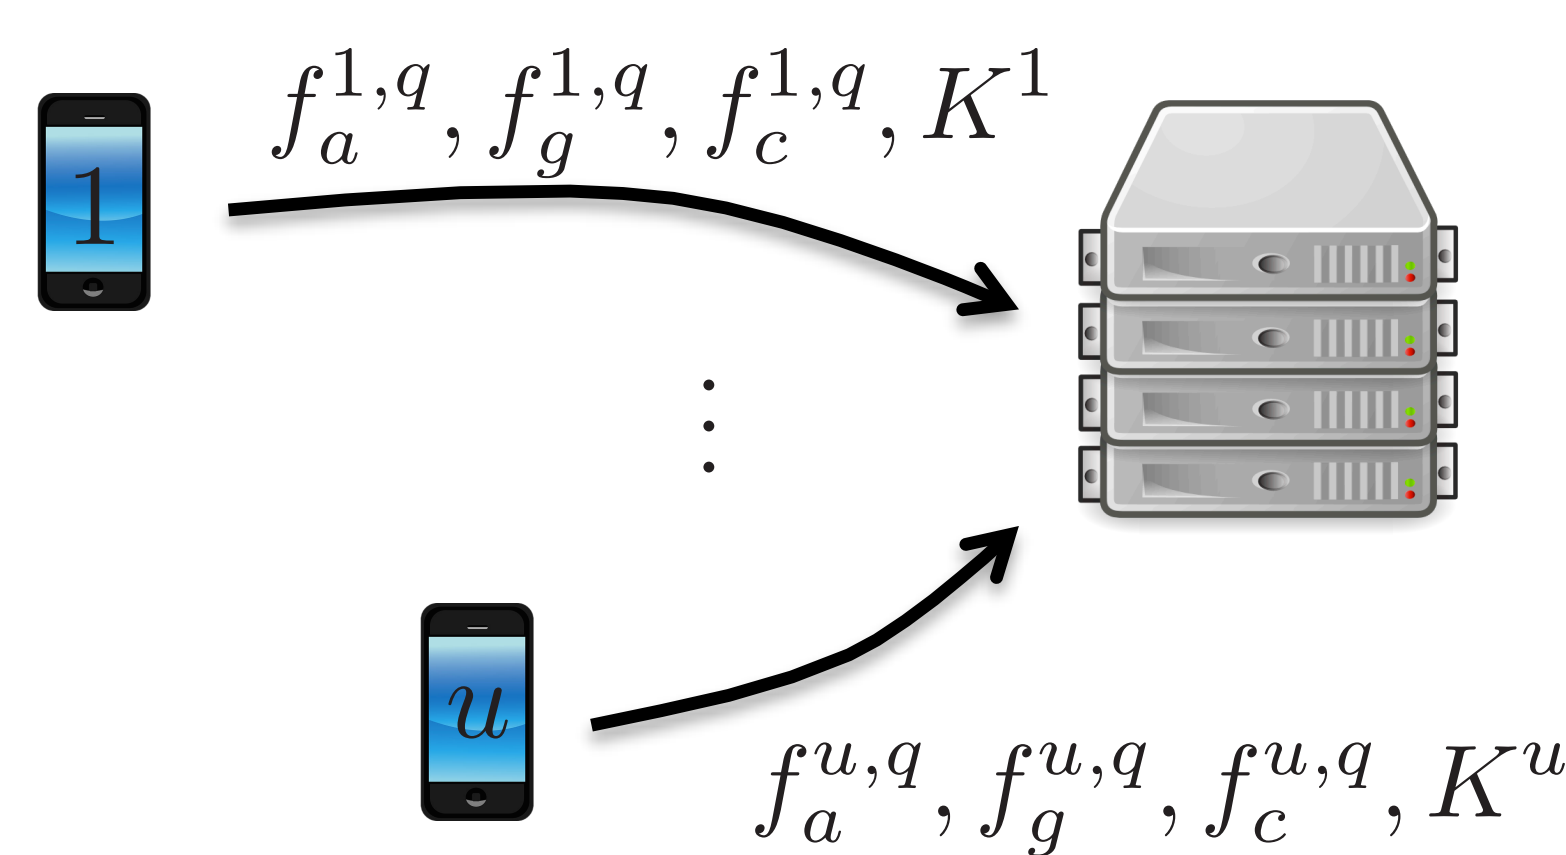 $f_a^{1,q}, f_g^{1,q}, f_c^{1,q}, K^1$
1
⋮
u
$f_a^{u,q}, f_g^{u,q}, f_c^{u,q}, K^u$